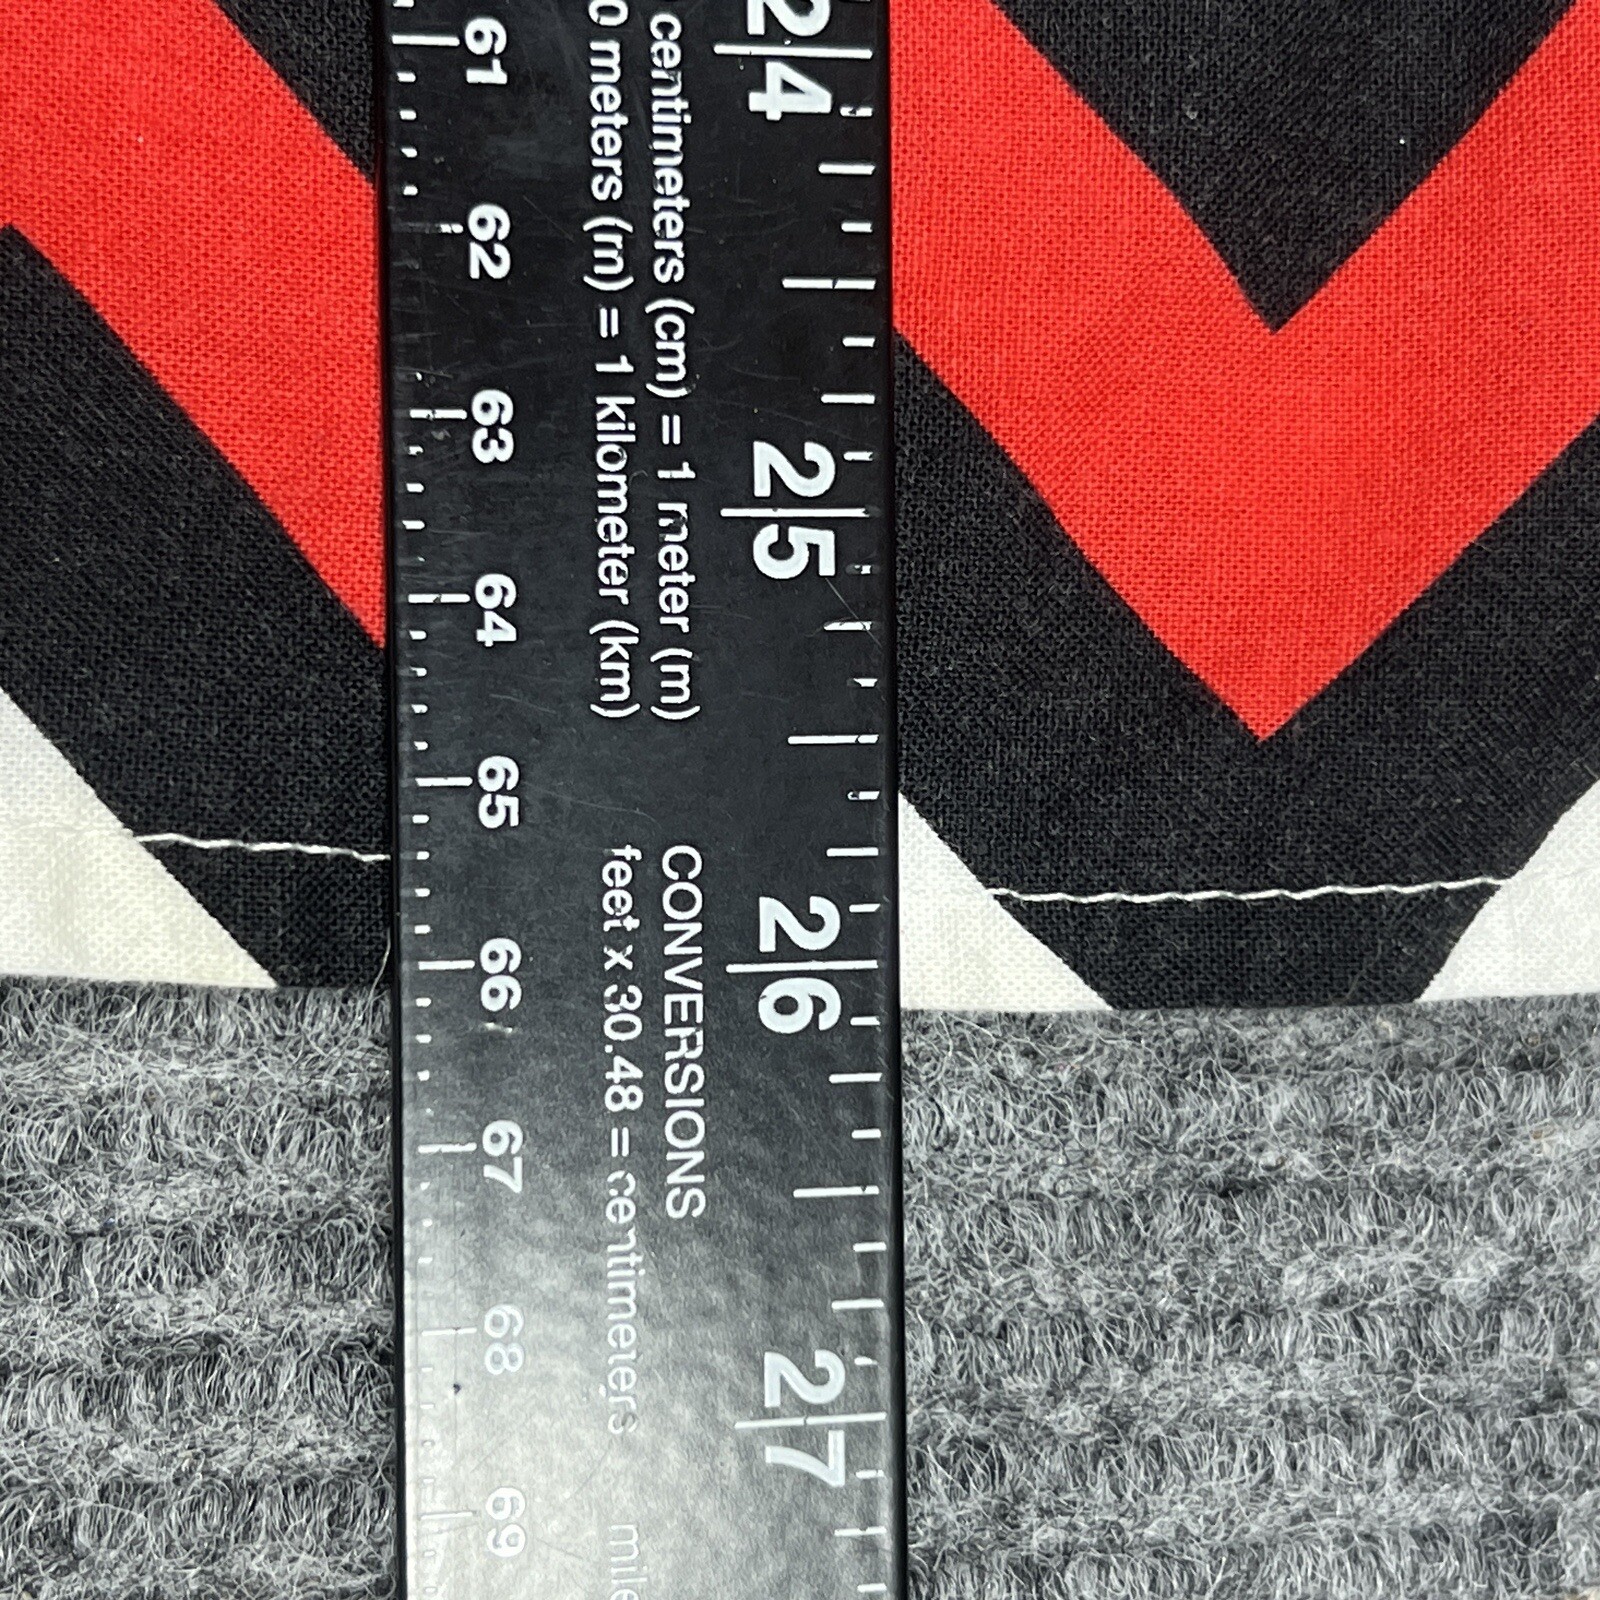 24 25 26 27
centimeters (cm) = 1 meter (m) CONVERSIONS
0 meters (m) = 1 kilometer (km) feet x 30.48 = centimeters
61 62 63 64 65 66 67 68 69